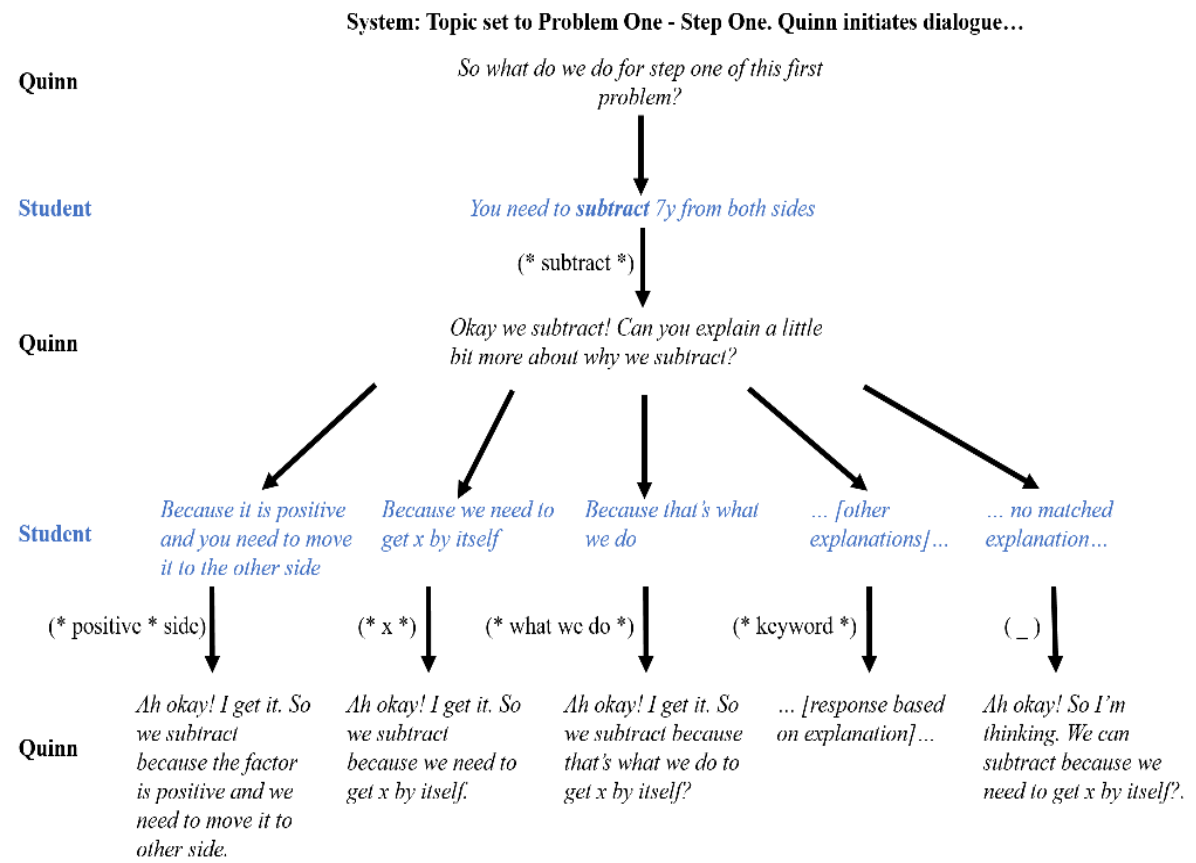 System: Topic set to Problem One - Step One. Quinn initiates dialogue…
Quinn
So what do we do for step one of this first
problem?
Student
You need to subtract 7y from both sides
(* subtract *)
Quinn
Okay we subtract! Can you explain a little
bit more about why we subtract?
Student
Because it is positive
and you need to move
it to the other side
Because we need to
get x by itself
Because that's what
we do
… [other
explanations]…
… no matched
explanation…
(* positive * side)
(* x *)
(* what we do *)
(* keyword *)
( _ )
Quinn
Ah okay! I get it. So
we subtract
because the factor
is positive and we
need to move it to
other side.
Ah okay! I get it. So
we subtract
because we need to
get x by itself.
Ah okay! I get it. So
we subtract because
that's what we do to
get x by itself?
… [response based
on explanation]…
Ah okay! So I'm
thinking. We can
subtract because we
need to get x by itself?.